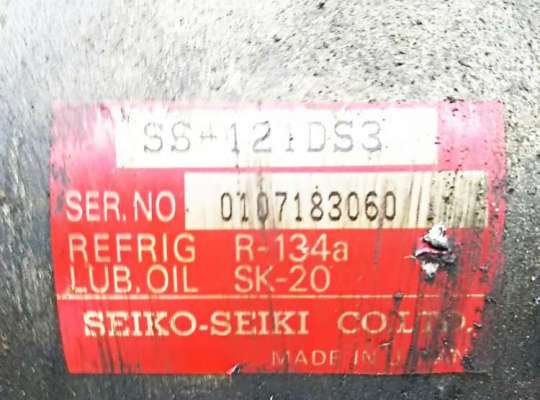 SS-121DS3
SER.NO 0107183060
REFRIG R-134a
LUB.OIL SK-20
SEIKO-SEIKI CO.LTD.
MADE IN JAPAN